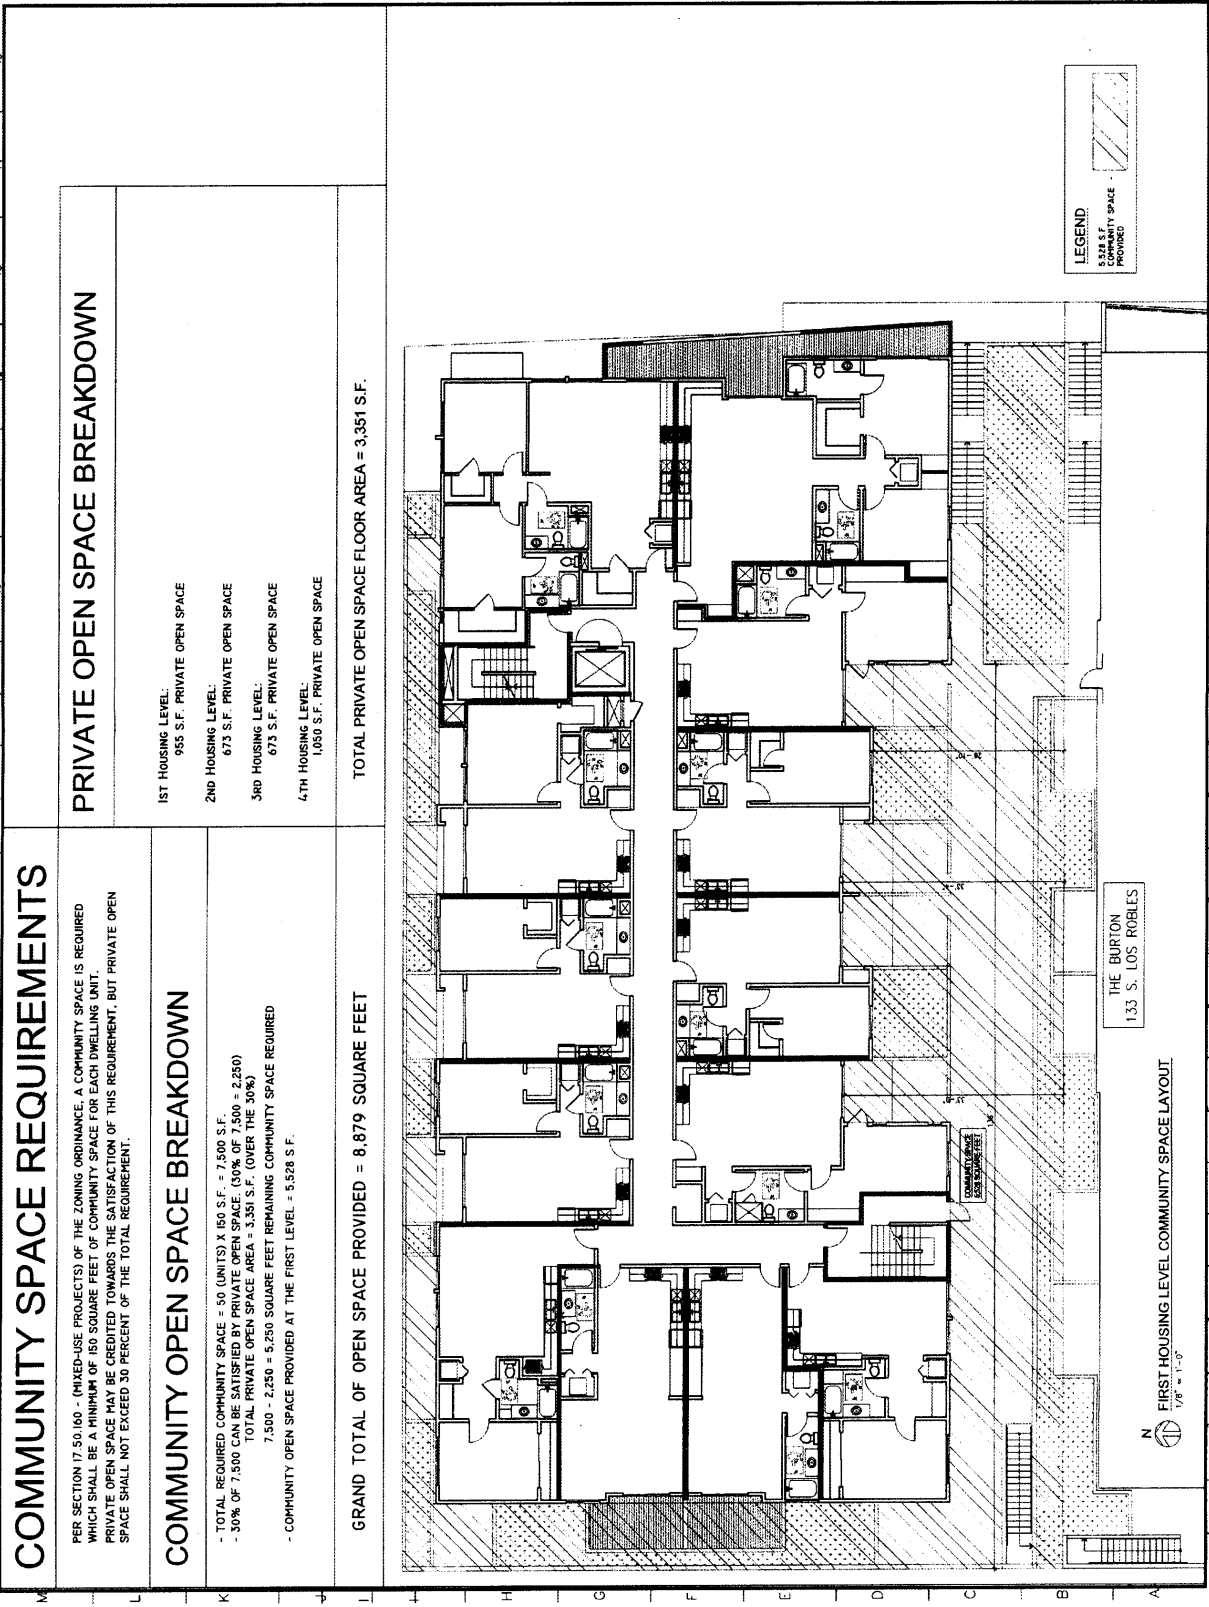 COMMUNITY SPACE REQUIREMENTS
PER SECTION 17.50.160 - (MIXED-USE PROJECTS) OF THE ZONING ORDINANCE, A COMMUNITY SPACE IS REQUIRED
WHICH SHALL BE A MINIMUM OF 150 SQUARE FEET OF COMMUNITY SPACE FOR EACH DWELLING UNIT.
PRIVATE OPEN SPACE MAY BE CREDITED TOWARDS THE SATISFACTION OF THIS REQUIREMENT, BUT PRIVATE OPEN
SPACE SHALL NOT EXCEED 30 PERCENT OF THE TOTAL REQUIREMENT.
COMMUNITY OPEN SPACE BREAKDOWN
- TOTAL REQUIRED COMMUNITY SPACE = 50 (UNITS) X 150 S.F. = 7,500 S.F.
- 30% OF 7,500 CAN BE SATISFIED BY PRIVATE OPEN SPACE. (30% OF 7,500 = 2,250)
TOTAL PRIVATE OPEN SPACE AREA = 3,351 S.F. (OVER THE 30%)
7,500 - 2,250 = 5,250 SQUARE FEET REMAINING COMMUNITY SPACE REQUIRED
- COMMUNITY OPEN SPACE PROVIDED AT THE FIRST LEVEL = 5,528 S.F.
GRAND TOTAL OF OPEN SPACE PROVIDED = 8,879 SQUARE FEET
PRIVATE OPEN SPACE BREAKDOWN
1ST HOUSING LEVEL:
955 S.F. PRIVATE OPEN SPACE
2ND HOUSING LEVEL:
673 S.F. PRIVATE OPEN SPACE
3RD HOUSING LEVEL:
673 S.F. PRIVATE OPEN SPACE
4TH HOUSING LEVEL:
1,050 S.F. PRIVATE OPEN SPACE
TOTAL PRIVATE OPEN SPACE FLOOR AREA = 3,351 S.F.
LEGEND
5,528 S.F.
COMMUNITY SPACE -
PROVIDED
COMMUNITY SPACE
5,528 SQUARE FEET
THE BURTON
133 S. LOS ROBLES
N
FIRST HOUSING LEVEL COMMUNITY SPACE LAYOUT
1/8" = 1'-0"
M
L
K
J
I
H
G
F
E
D
C
B
A